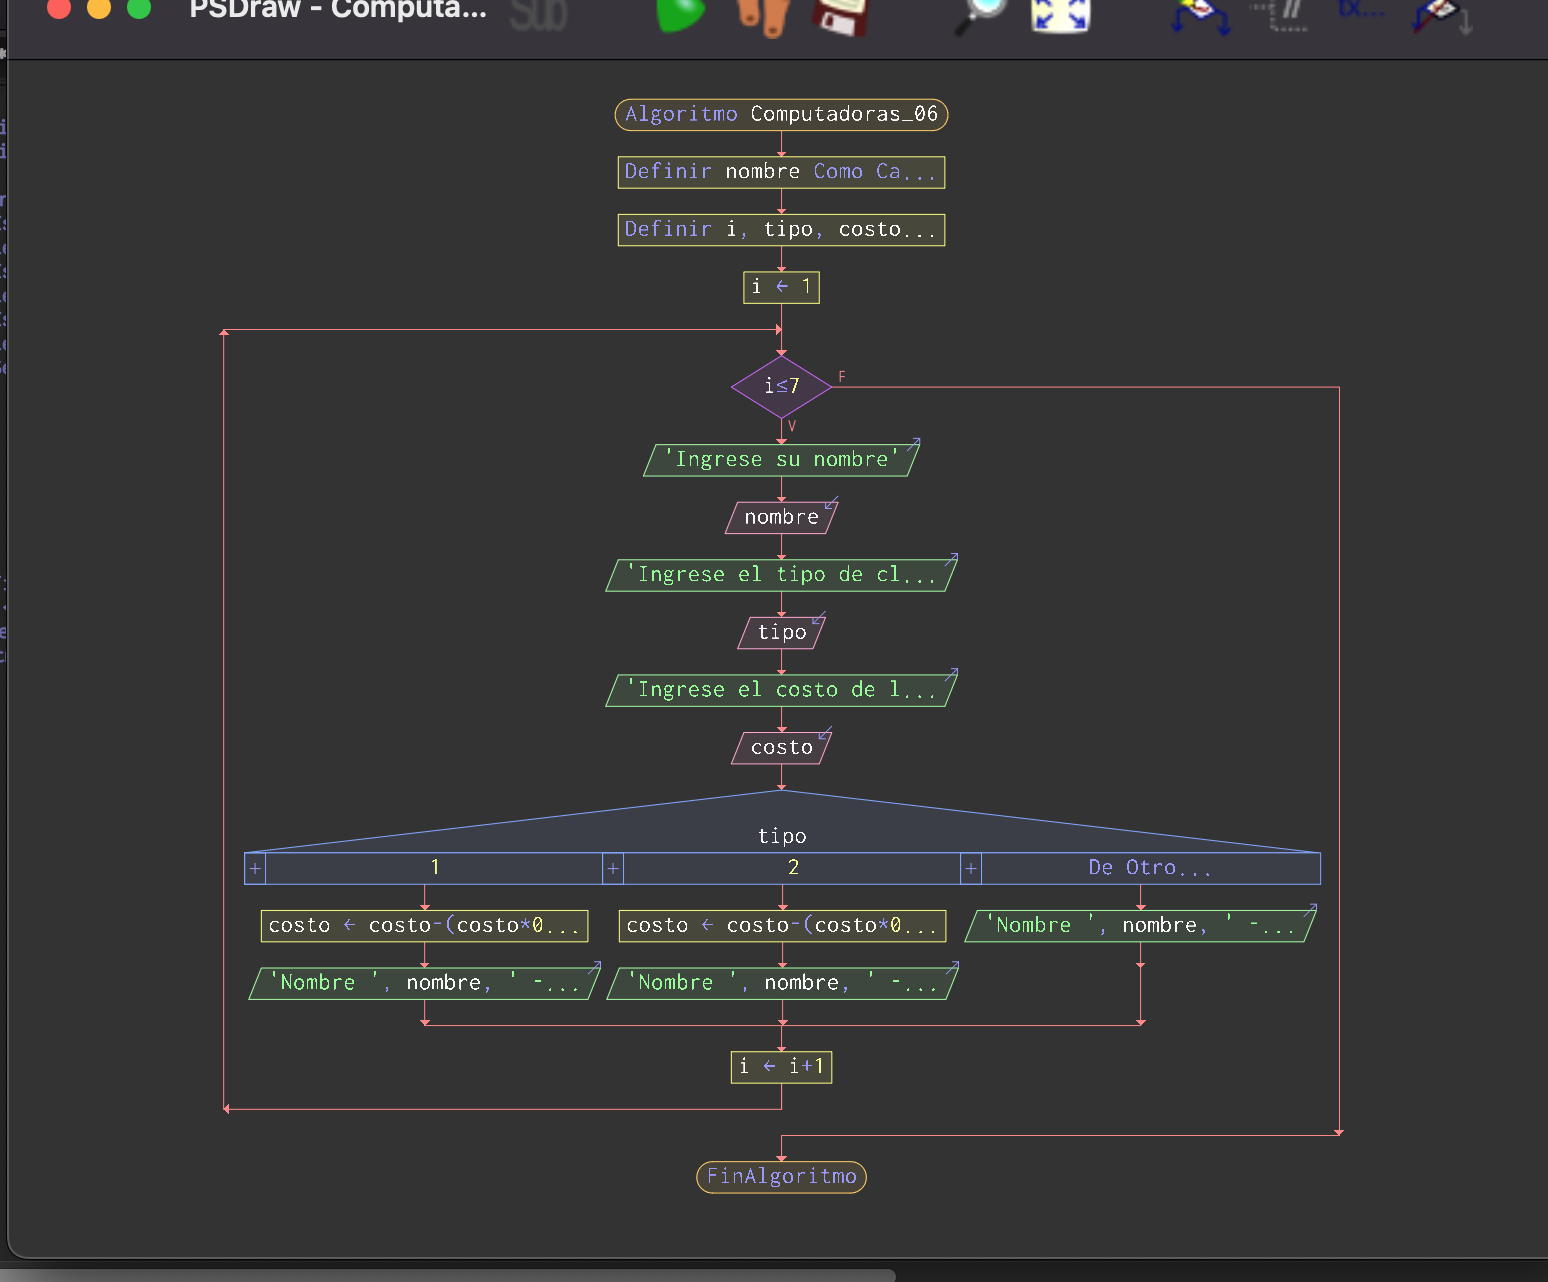 PSDraw - Computa...
Sub
tx...
Algoritmo Computadoras_06
Definir nombre Como Ca...
Definir i, tipo, costo...
i ← 1
i≤7
F
V
'Ingrese su nombre'
nombre
'Ingrese el tipo de cl...
tipo
'Ingrese el costo de l...
costo
tipo
+ 1 + 2 + De Otro...
costo ← costo-(costo*0... costo ← costo-(costo*0... 'Nombre ', nombre, ' -...
'Nombre ', nombre, ' -... 'Nombre ', nombre, ' -...
i ← i+1
FinAlgoritmo